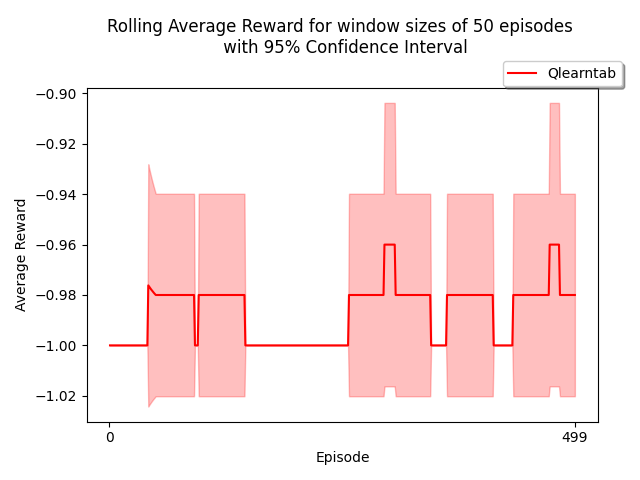 Rolling Average Reward for window sizes of 50 episodes
with 95% Confidence Interval
Qlearntab
−0.90
−0.92
−0.94
−0.96
−0.98
−1.00
−1.02
Average Reward
0 499
Episode